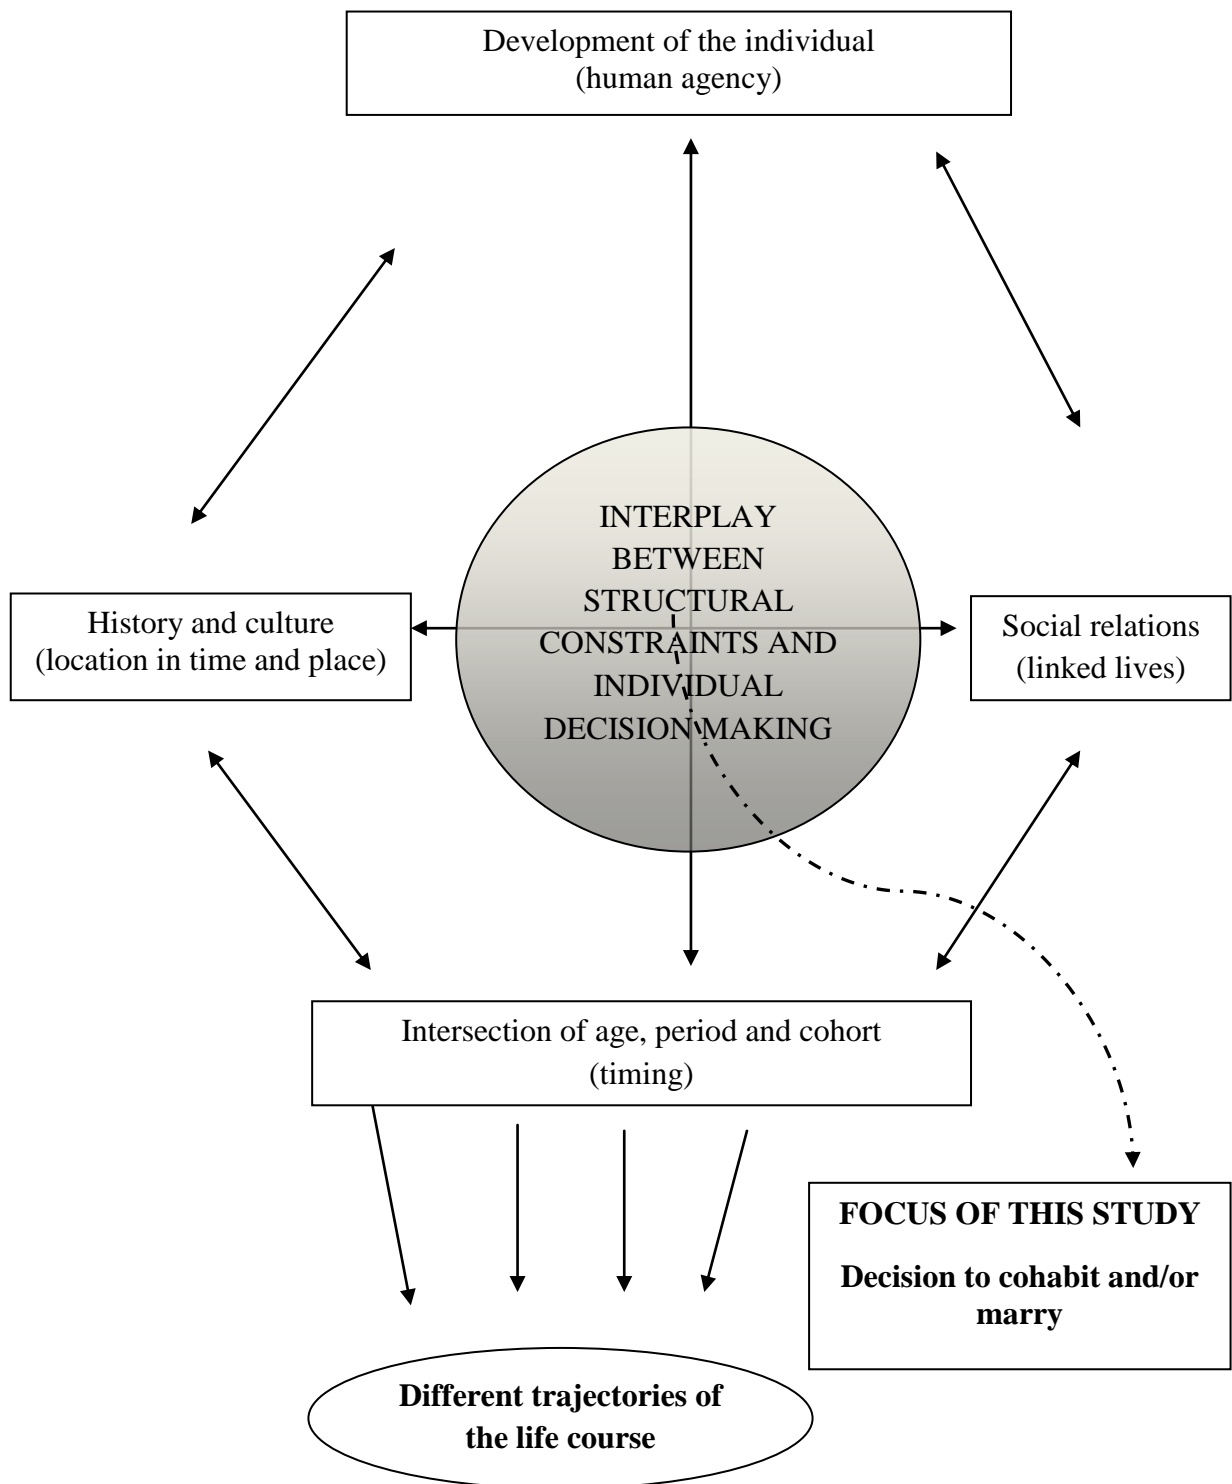 Development of the individual
(human agency)
INTERPLAY
BETWEEN
STRUCTURAL
CONSTRAINTS AND
INDIVIDUAL
DECISION MAKING
History and culture
(location in time and place)
Social relations
(linked lives)
Intersection of age, period and cohort
(timing)
FOCUS OF THIS STUDY
Decision to cohabit and/or
marry
Different trajectories of
the life course